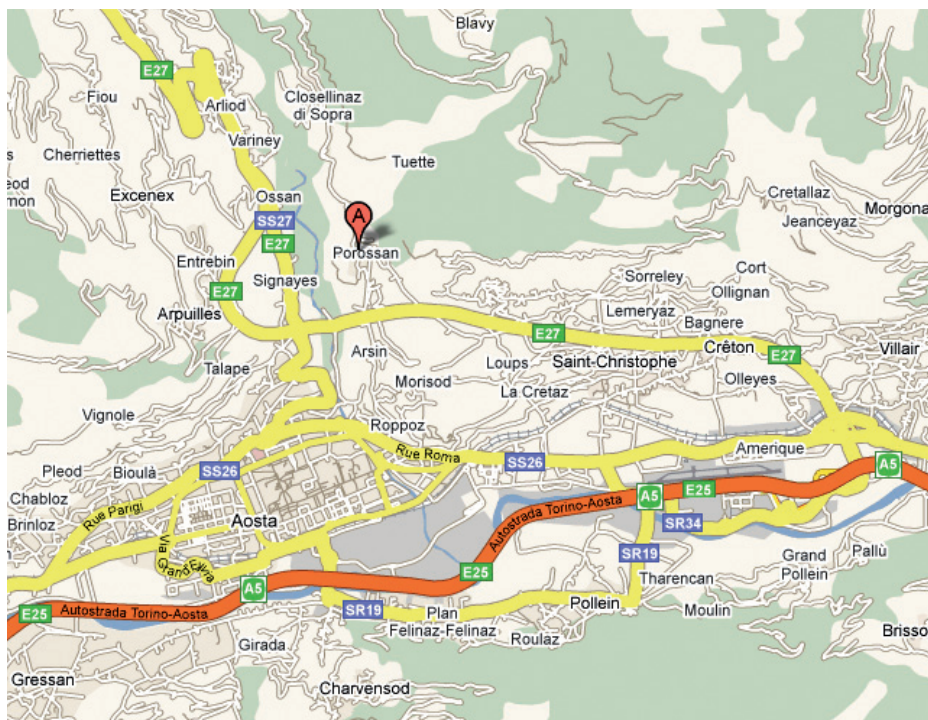 Blavy
E27
Fiou
Arliod
Closellinaz
di Sopra
Variney
Cherriettes
Tuette
Excenex
Ossan
Cretallaz
SS27
A
Jeanceyaz
Morgona
E27
Porossan
Entrebin
Signayes
Sorreley
Cort
E27
Ollignan
Arpuilles
Lemeryaz
Bagnere
E27
Arsin
Loups
Saint-Christophe
Crêton
E27
Villair
Talape
Morisod
La Cretaz
Olleyes
Vignole
Roppoz
Rue Roma
Amerique
Pleod
Bioulà
SS26
SS26
A5
Chabloz
E25
A5
Rue Parigi
Aosta
Autostrada Torino-Aosta
SR34
Brinloz
SR19
Grand
Pollein
Pallù
E25
Tharencan
A5
E25
Autostrada Torino-Aosta
SR19
Plan
Felinaz-Felinaz
Pollein
Moulin
Girada
Roulaz
Brisso
Gressan
Charvensod